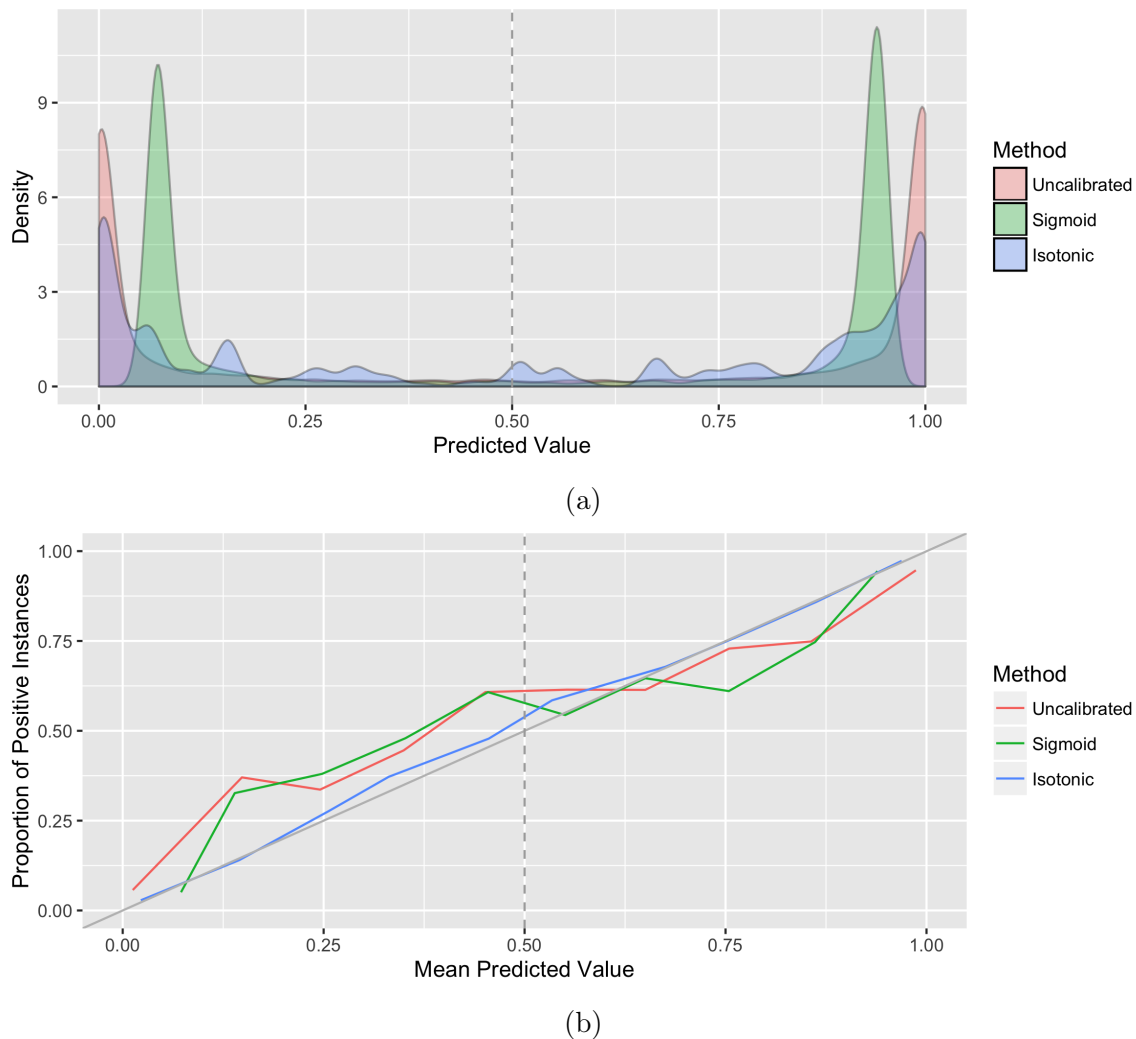 9
6
3
0
Density
0.00 0.25 0.50 0.75 1.00
Predicted Value
Method
Uncalibrated
Sigmoid
Isotonic
(a)
1.00
0.75
0.50
0.25
0.00
Proportion of Positive Instances
0.00 0.25 0.50 0.75 1.00
Mean Predicted Value
Method
Uncalibrated
Sigmoid
Isotonic
(b)